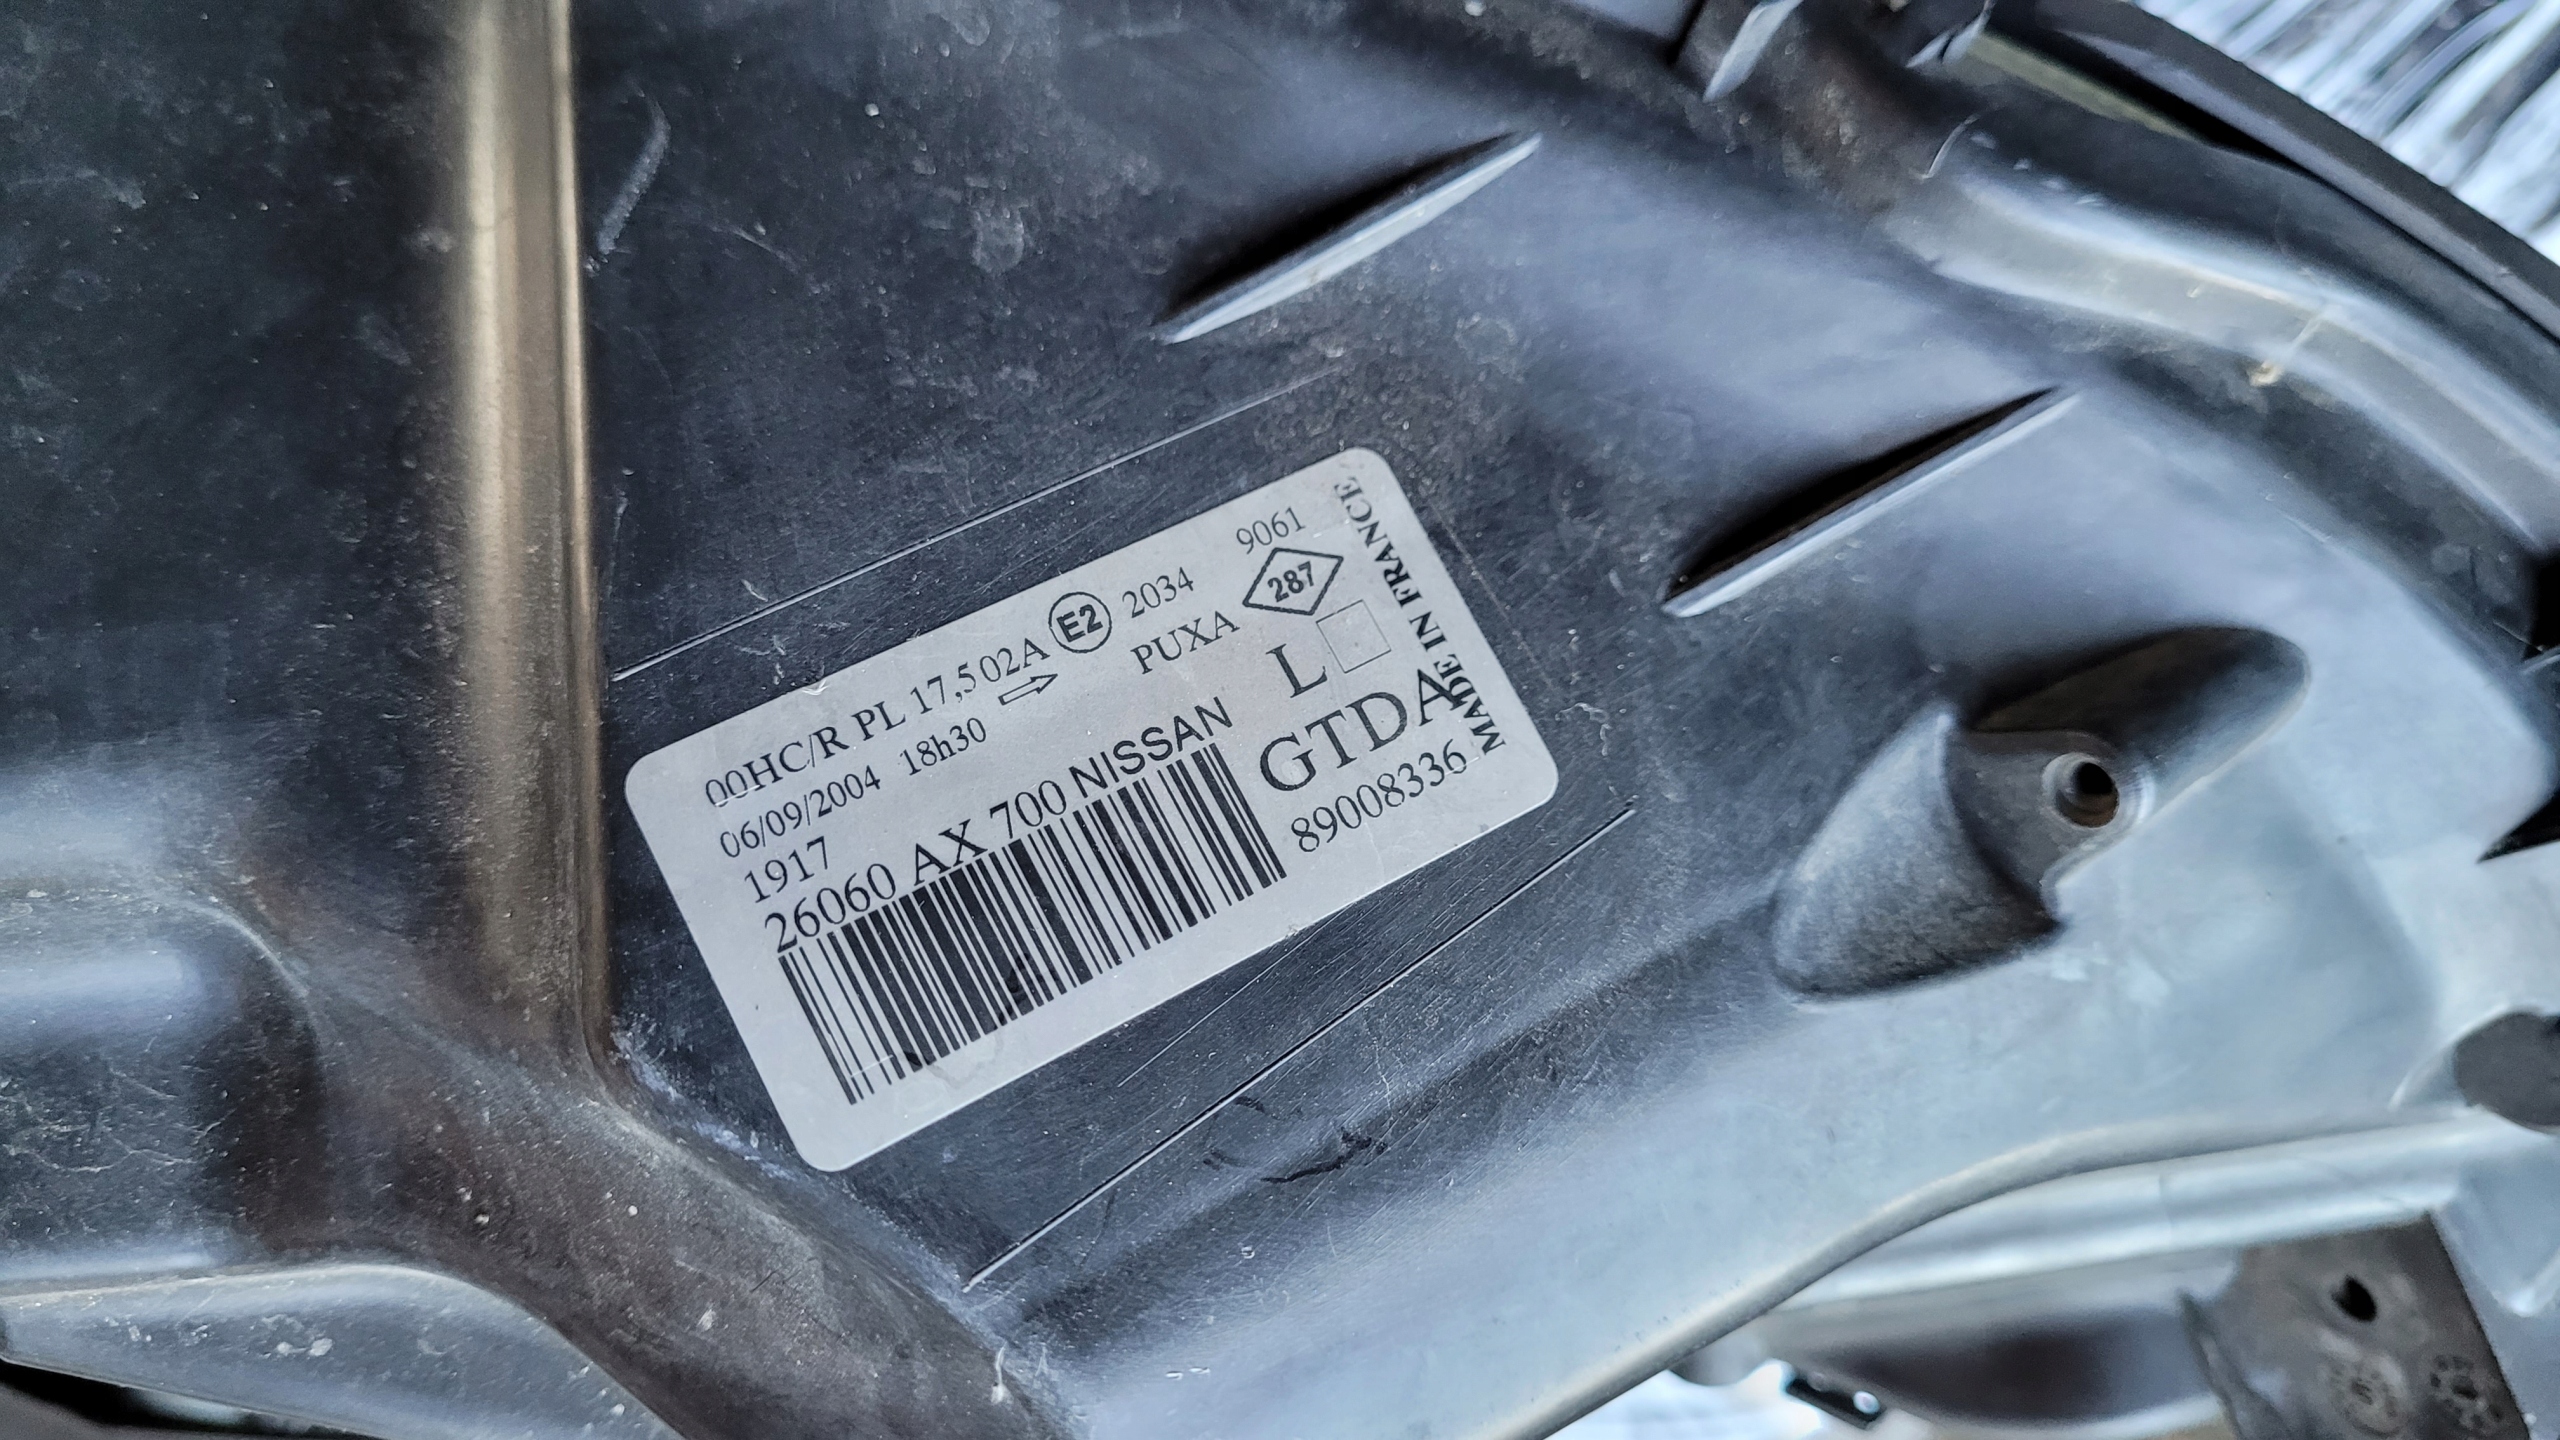 9061
00HC/R PL 17,5 02A E2 2034
287
06/09/2004 18h30 PUXA
1917
L
26060 AX 700 NISSAN
GTDA
89008336
MADE IN FRANCE